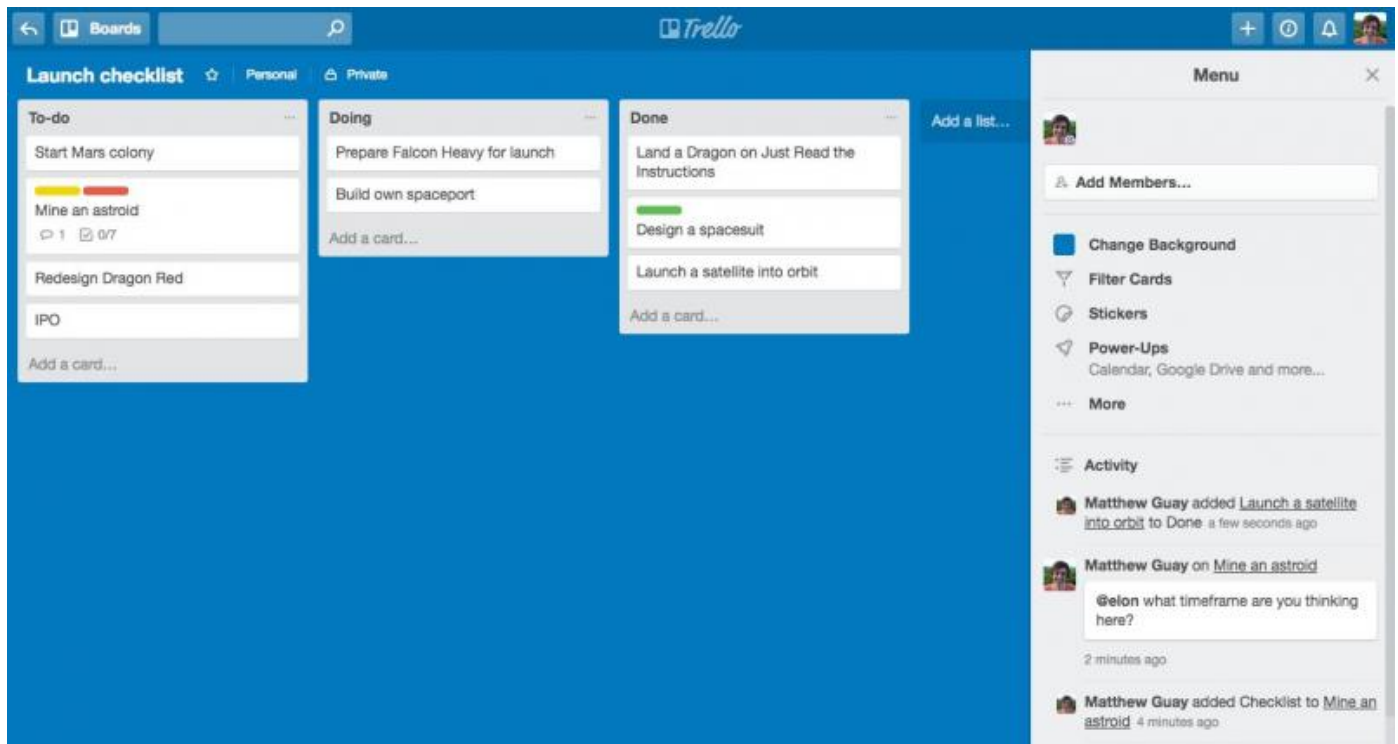 Boards
Trello
Launch checklist
Personal
Private
To-do
Start Mars colony
Mine an astroid
1 0/7
Redesign Dragon Red
IPO
Add a card...
Doing
Prepare Falcon Heavy for launch
Build own spaceport
Add a card...
Done
Land a Dragon on Just Read the
Instructions
Design a spacesuit
Launch a satellite into orbit
Add a card...
Add a list...
Menu
Add Members...
Change Background
Filter Cards
Stickers
Power-Ups
Calendar, Google Drive and more...
More
Activity
Matthew Guay added Launch a satellite
into orbit to Done a few seconds ago
Matthew Guay on Mine an astroid
@elon what timeframe are you thinking
here?
2 minutes ago
Matthew Guay added Checklist to Mine an
astroid 4 minutes ago